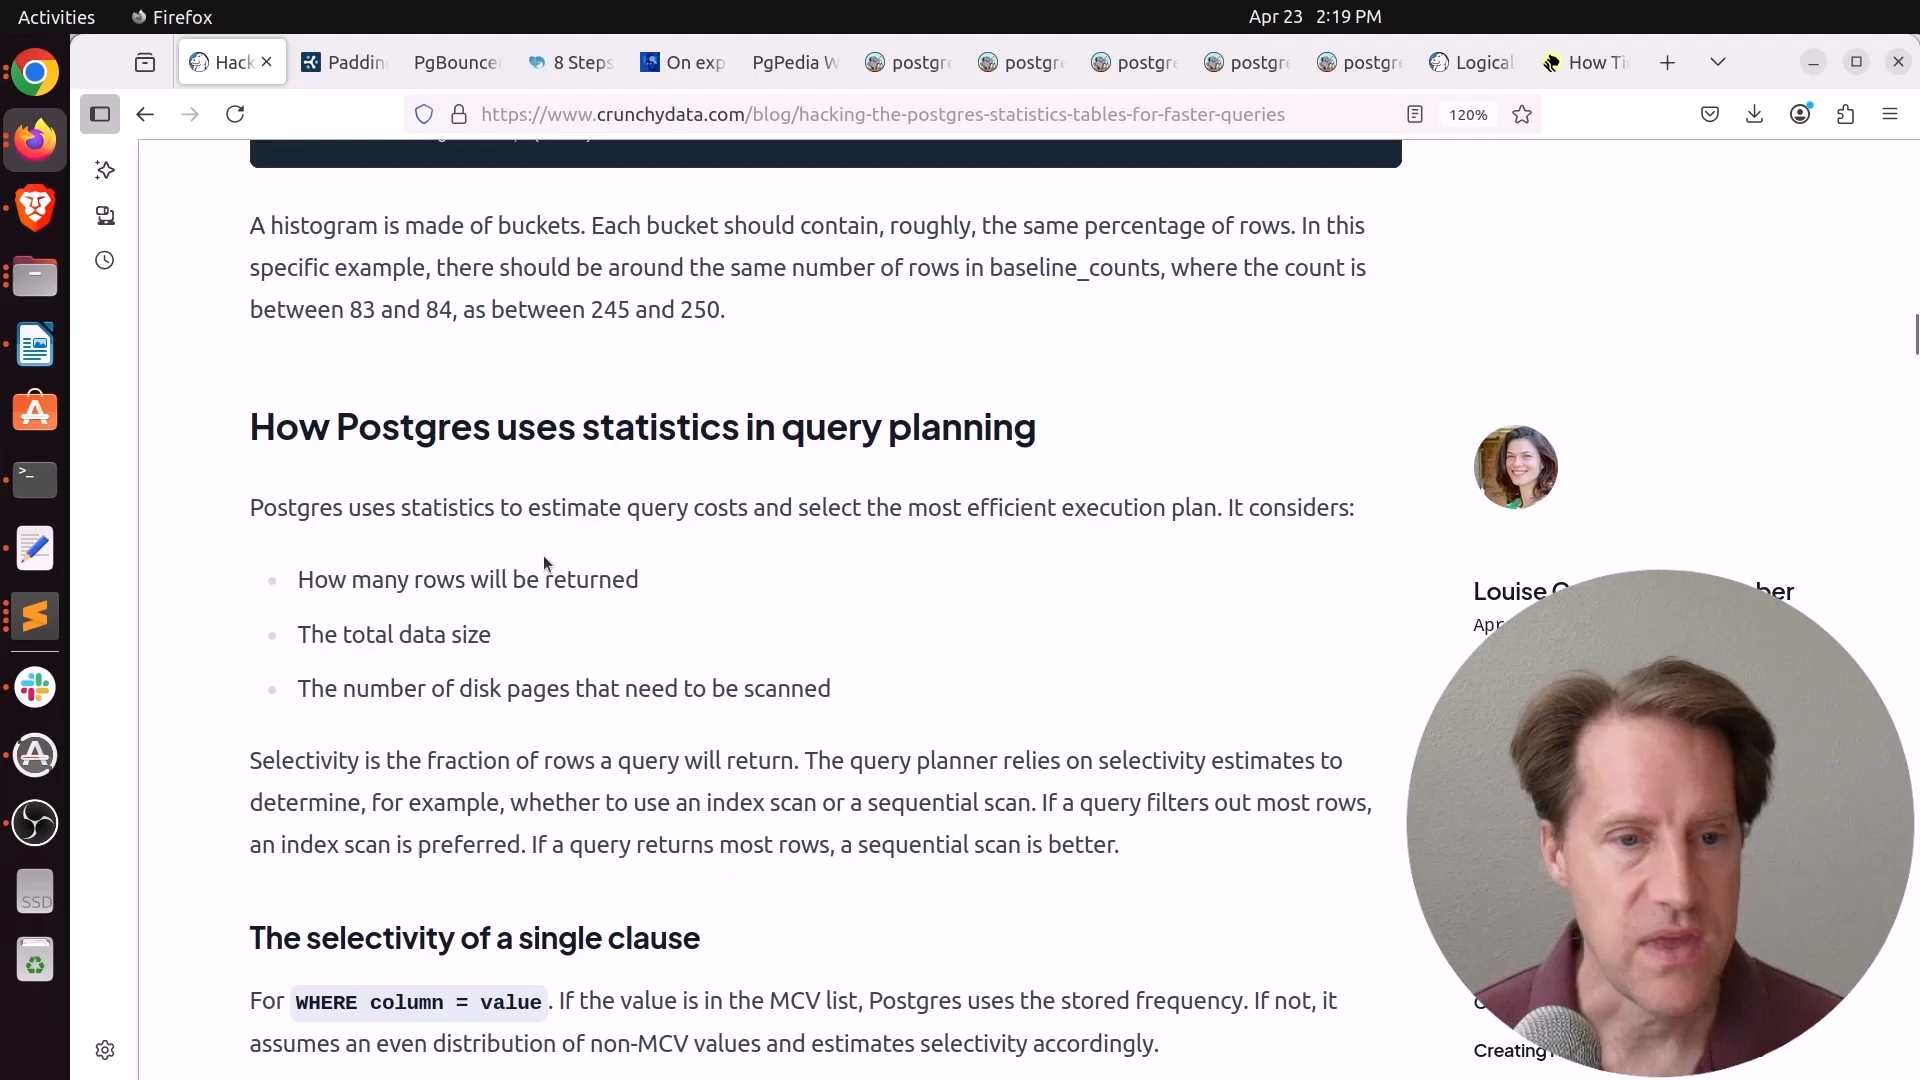 Activities
Firefox
Apr 23 2:19 PM
Hack
Paddin
PgBounce
8 Steps
On exp
PgPedia W
postgre
postgre
postgre
postgre
postgre
Logical
How Ti
https://www.crunchydata.com/blog/hacking-the-postgres-statistics-tables-for-faster-queries
120%
A histogram is made of buckets. Each bucket should contain, roughly, the same percentage of rows. In this
specific example, there should be around the same number of rows in baseline_counts, where the count is
between 83 and 84, as between 245 and 250.
How Postgres uses statistics in query planning
Postgres uses statistics to estimate query costs and select the most efficient execution plan. It considers:
How many rows will be returned
The total data size
The number of disk pages that need to be scanned
Selectivity is the fraction of rows a query will return. The query planner relies on selectivity estimates to
determine, for example, whether to use an index scan or a sequential scan. If a query filters out most rows,
an index scan is preferred. If a query returns most rows, a sequential scan is better.
The selectivity of a single clause
For WHERE column = value. If the value is in the MCV list, Postgres uses the stored frequency. If not, it
assumes an even distribution of non-MCV values and estimates selectivity accordingly.
Louise
Apr
Creating
SSD